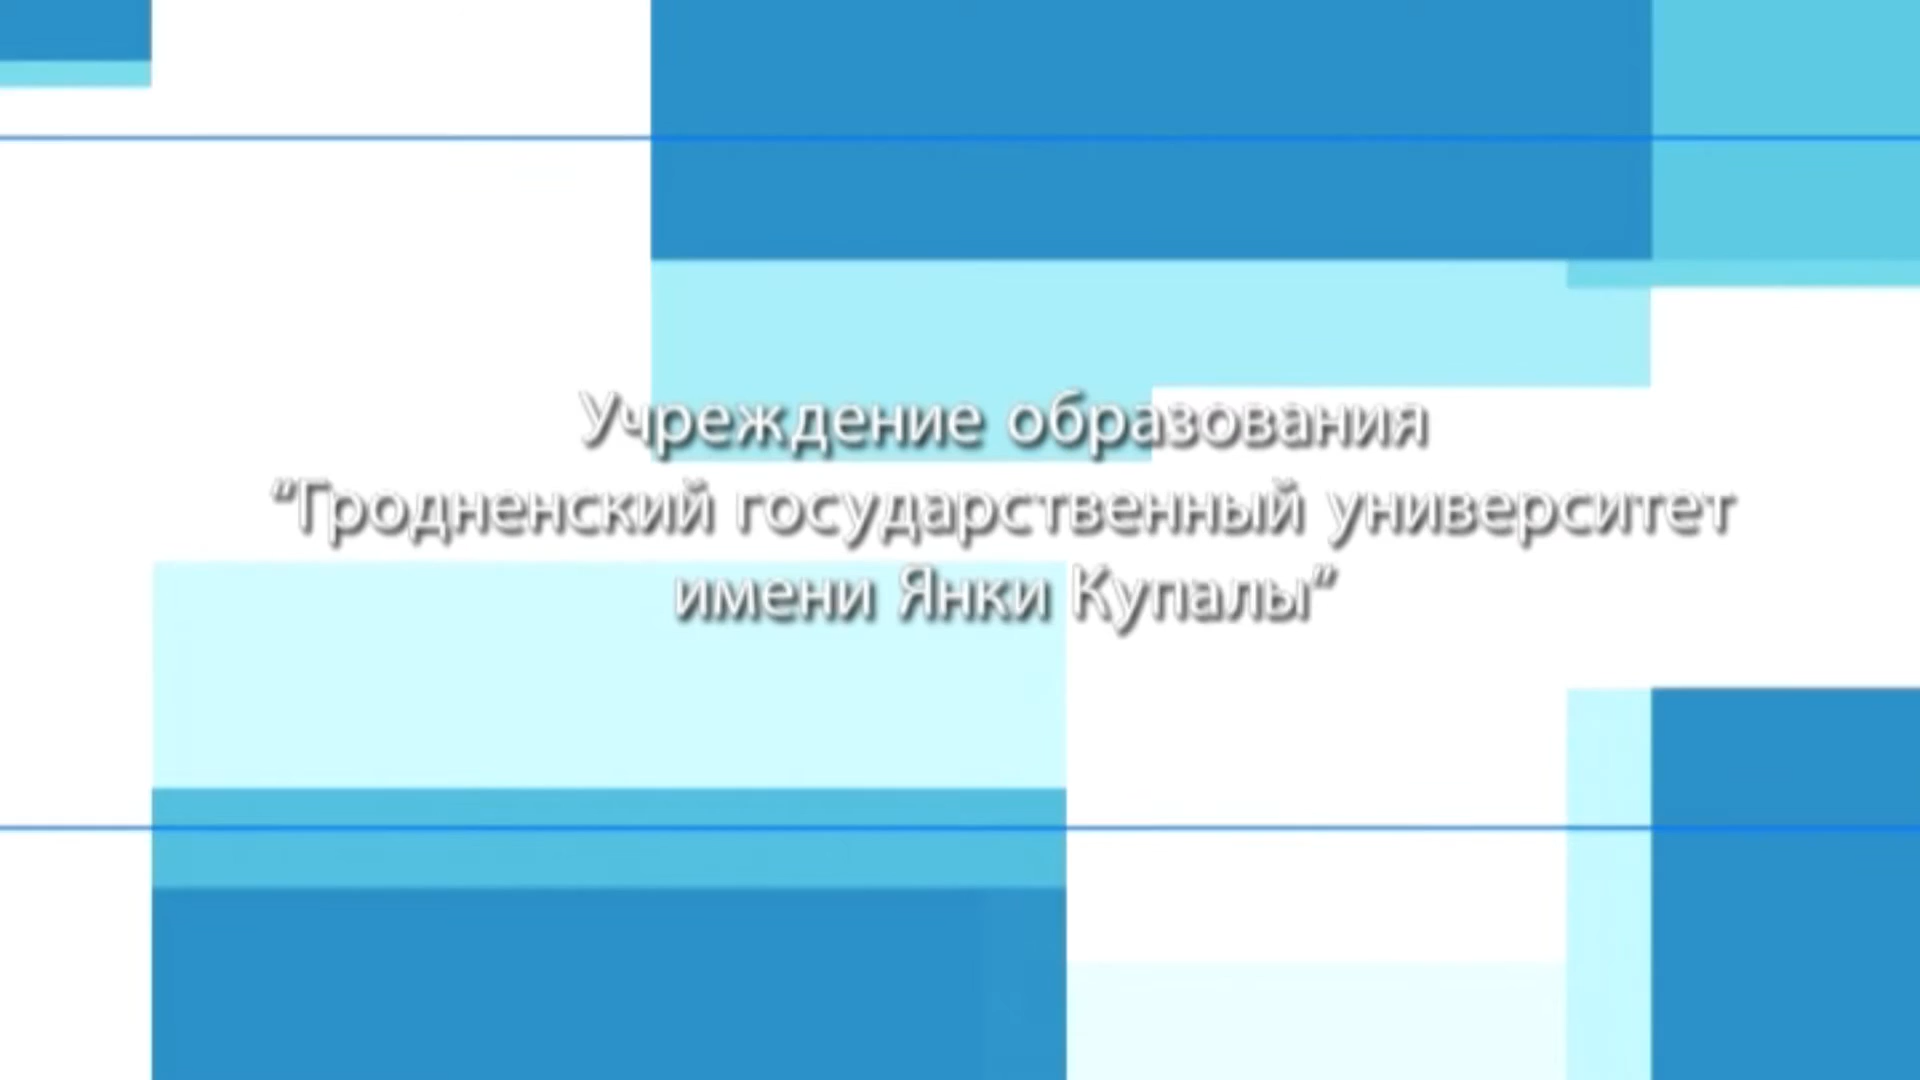 Учреждение образования
“Гродненский государственный университет
имени Янки Купалы”